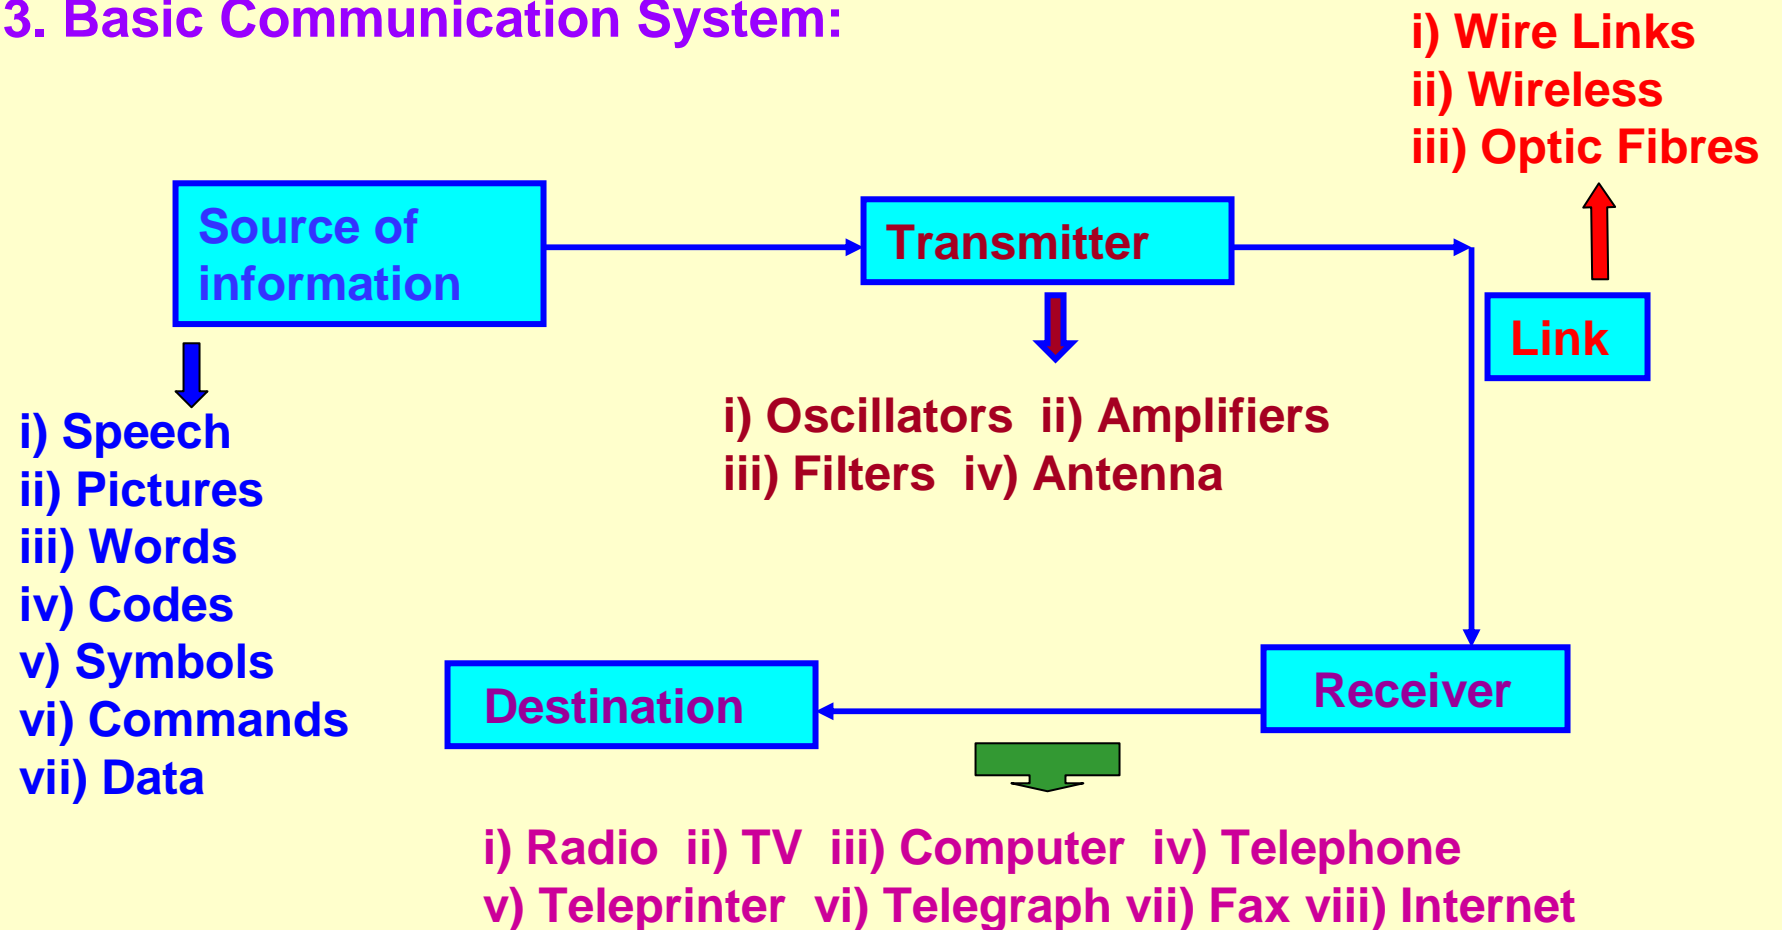 3. Basic Communication System:
i) Wire Links
ii) Wireless
iii) Optic Fibres
Source of
information
Transmitter
Link
i) Speech
ii) Pictures
iii) Words
iv) Codes
v) Symbols
vi) Commands
vii) Data
i) Oscillators ii) Amplifiers
iii) Filters iv) Antenna
Destination
Receiver
i) Radio ii) TV iii) Computer iv) Telephone
v) Teleprinter vi) Telegraph vii) Fax viii) Internet